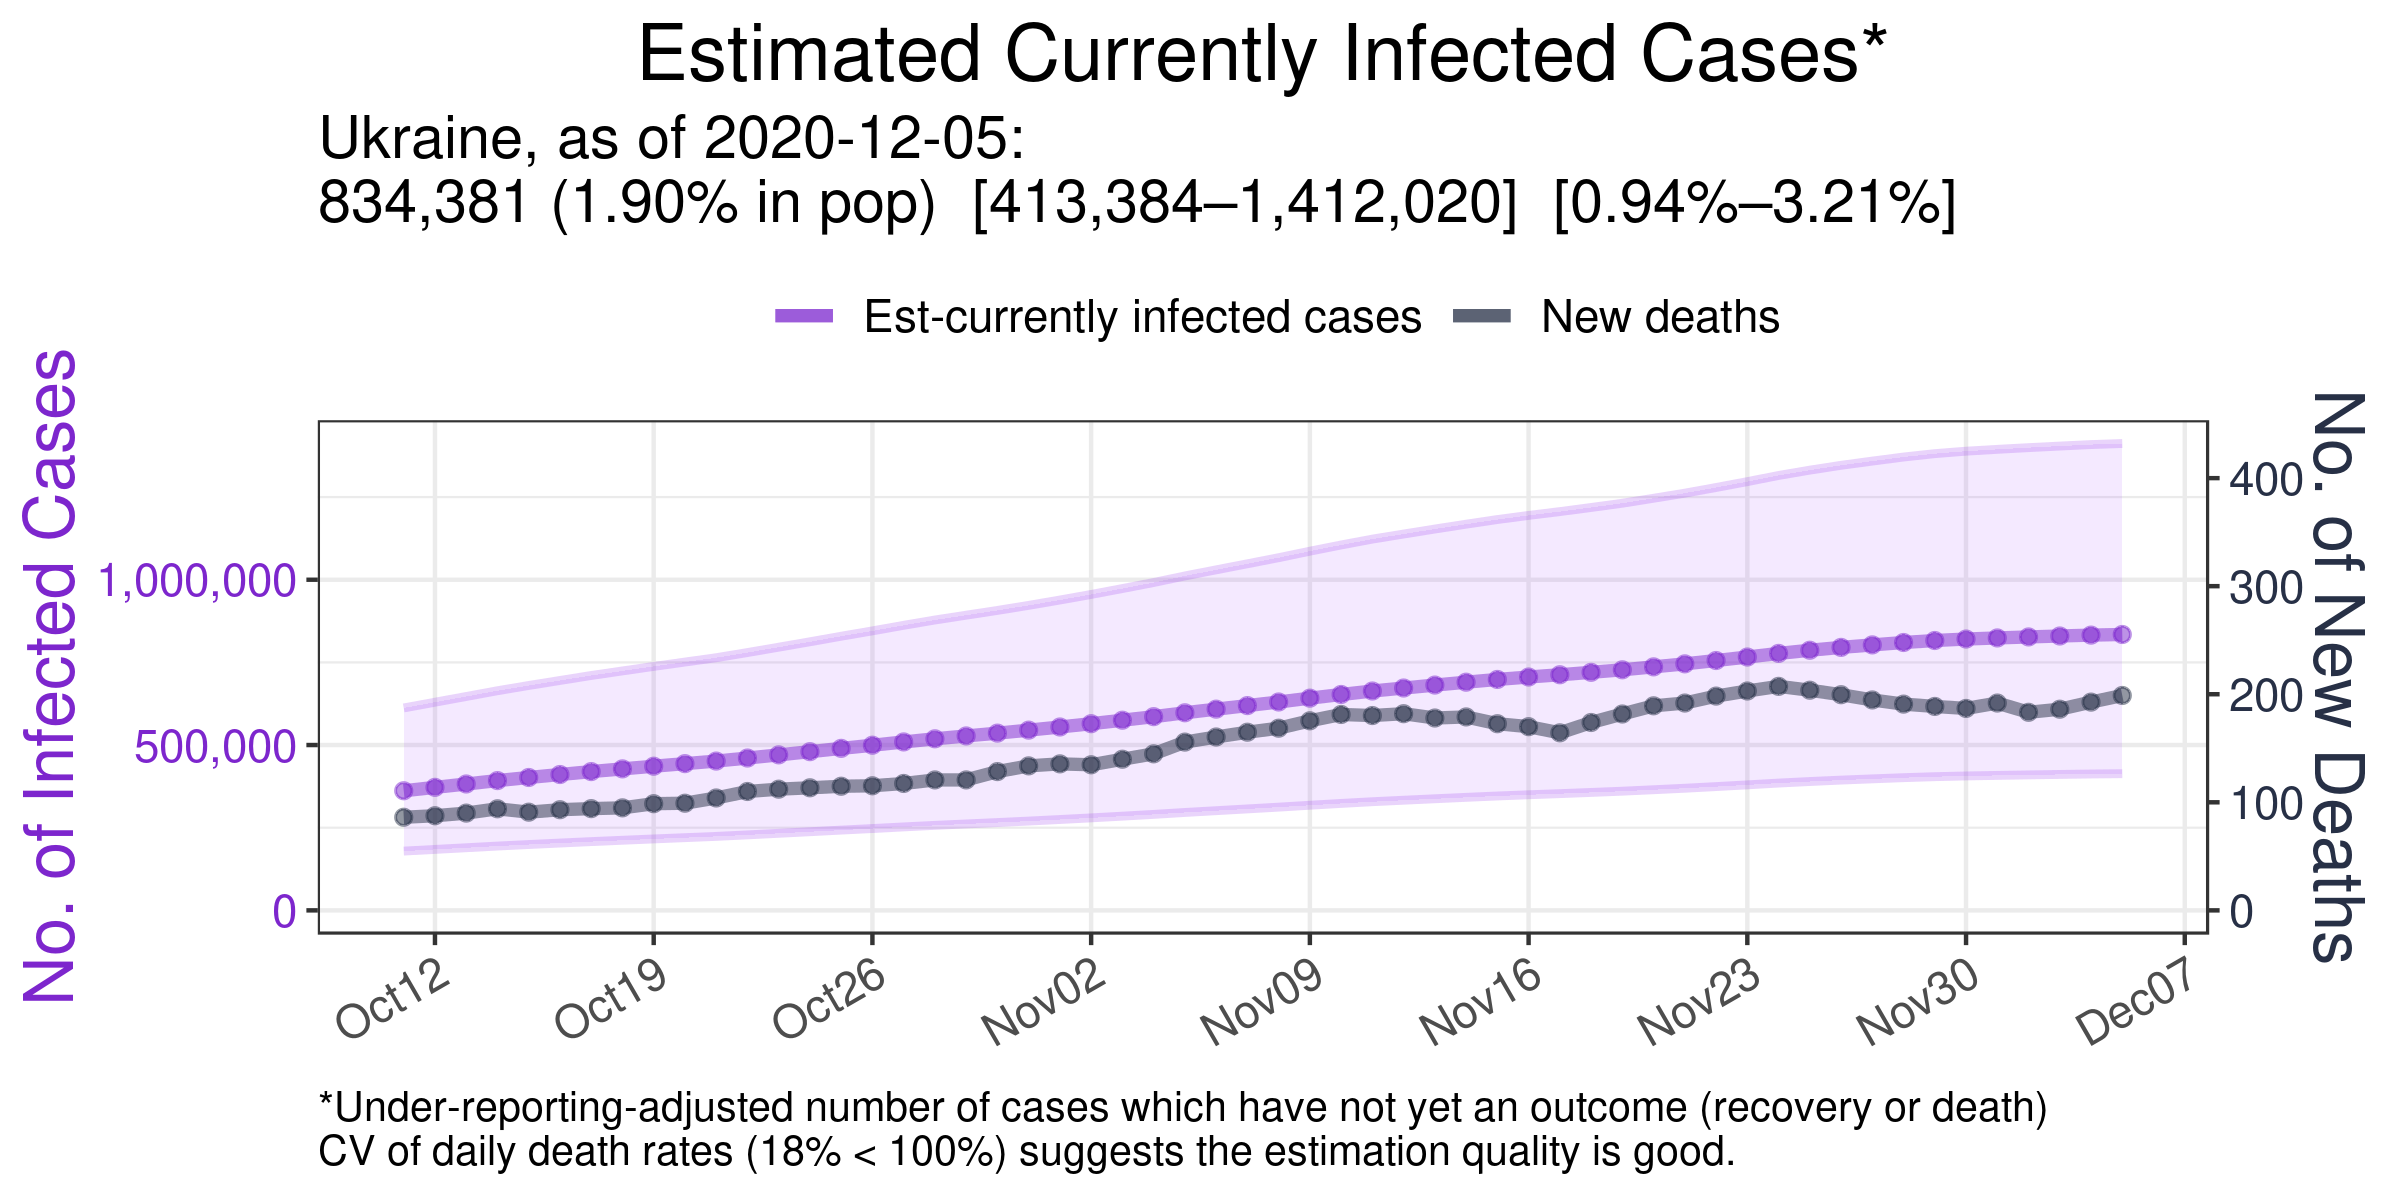 Estimated Currently Infected Cases*
Ukraine, as of 2020-12-05:
834,381 (1.90% in pop) [413,384–1,412,020] [0.94%–3.21%]
Est-currently infected cases
New deaths
No. of Infected Cases
1,000,000
500,000
0
400
300
200
100
0
No. of New Deaths
Oct12
Oct19
Oct26
Nov02
Nov09
Nov16
Nov23
Nov30
Dec07
*Under-reporting-adjusted number of cases which have not yet an outcome (recovery or death)
CV of daily death rates (18% < 100%) suggests the estimation quality is good.